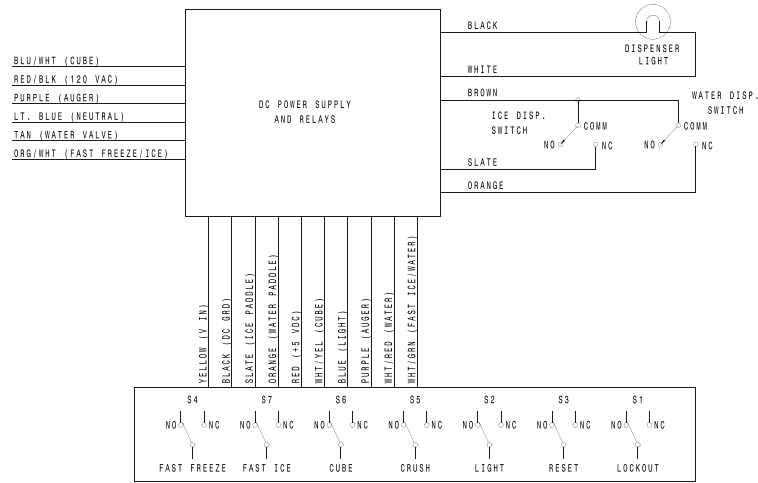 BLACK
DISPENSER
LIGHT
BLU/WHT (CUBE)
WHITE
RED/BLK (120 VAC)
PURPLE (AUGER)
LT. BLUE (NEUTRAL)
TAN (WATER VALVE)
ORG/WHT (FAST FREEZE/ICE)
DC POWER SUPPLY
AND RELAYS
BROWN
WATER DISP.
SWITCH
ICE DISP.
SWITCH
COMM
COMM
NO
NC
NO
NC
SLATE
ORANGE
YELLOW (V IN)
BLACK (DC GRD)
SLATE (ICE PADDLE)
ORANGE (WATER PADDLE)
RED (+5 VDC)
WHT/YEL (CUBE)
BLUE (LIGHT)
PURPLE (AUGER)
WHT/RED (WATER)
WHT/GRN (FAST ICE/WATER)
S4 S7 S6 S5 S2 S3 S1
NO NC NO NC NO NC NO NC NO NC NO NC NO NC
FAST FREEZE FAST ICE CUBE CRUSH LIGHT RESET LOCKOUT